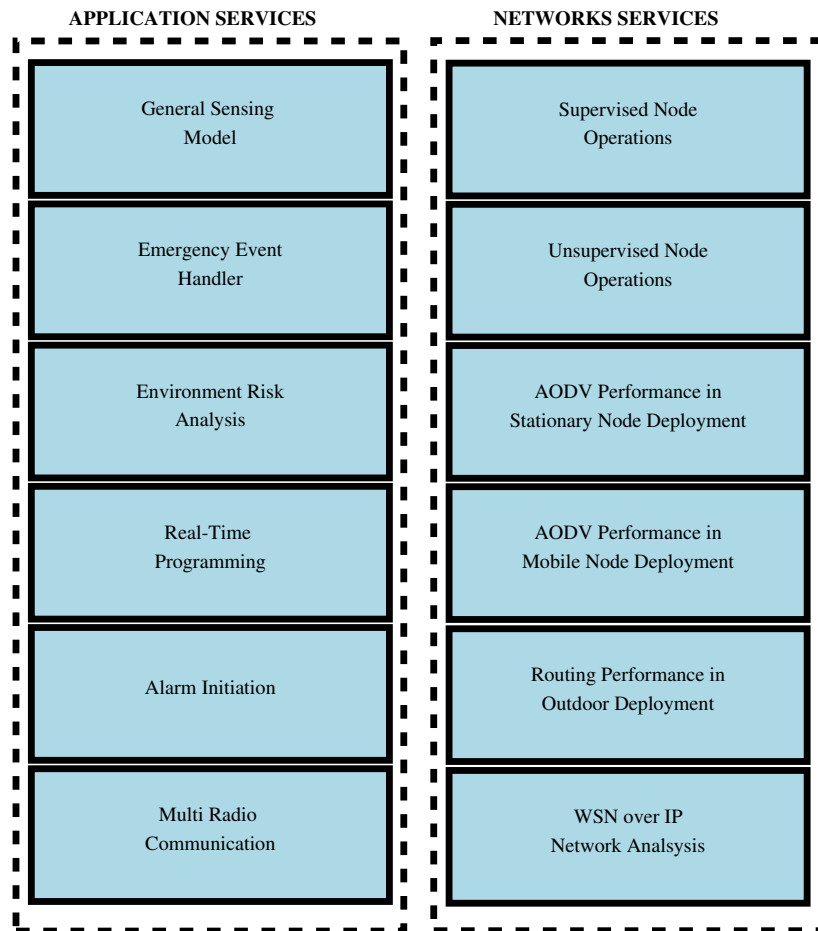 APPLICATION SERVICES
General Sensing
Model
Emergency Event
Handler
Environment Risk
Analysis
Real-Time
Programming
Alarm Initiation
Multi Radio
Communication
NETWORKS SERVICES
Supervised Node
Operations
Unsupervised Node
Operations
AODV Performance in
Stationary Node Deployment
AODV Performance in
Mobile Node Deployment
Routing Performance in
Outdoor Deployment
WSN over IP
Network Analsysis